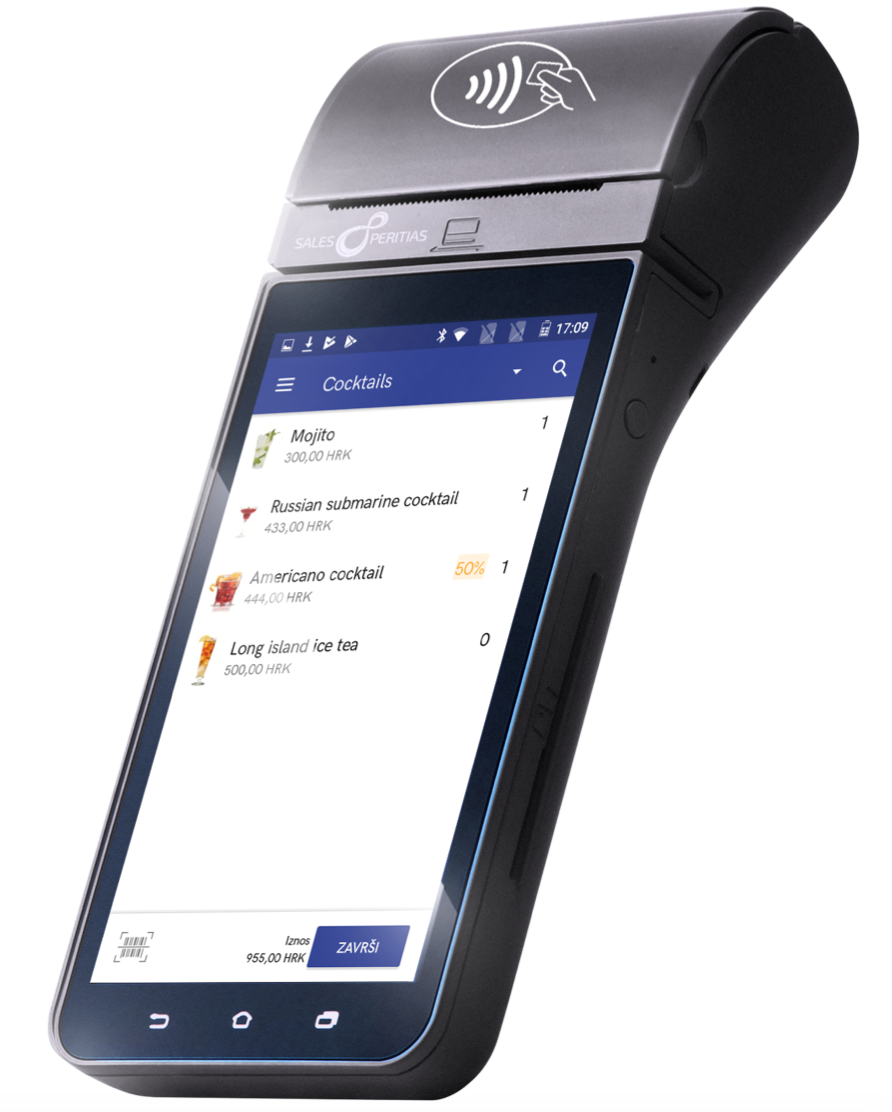 SALES PERITIAS
17:09
Cocktails
Mojito
1
300,00 HRK
Russian submarine cocktail
1
433,00 HRK
Americano cocktail
50%
1
444,00 HRK
Long island ice tea
0
500,00 HRK
Iznos
955,00 HRK
ZAVRŠI